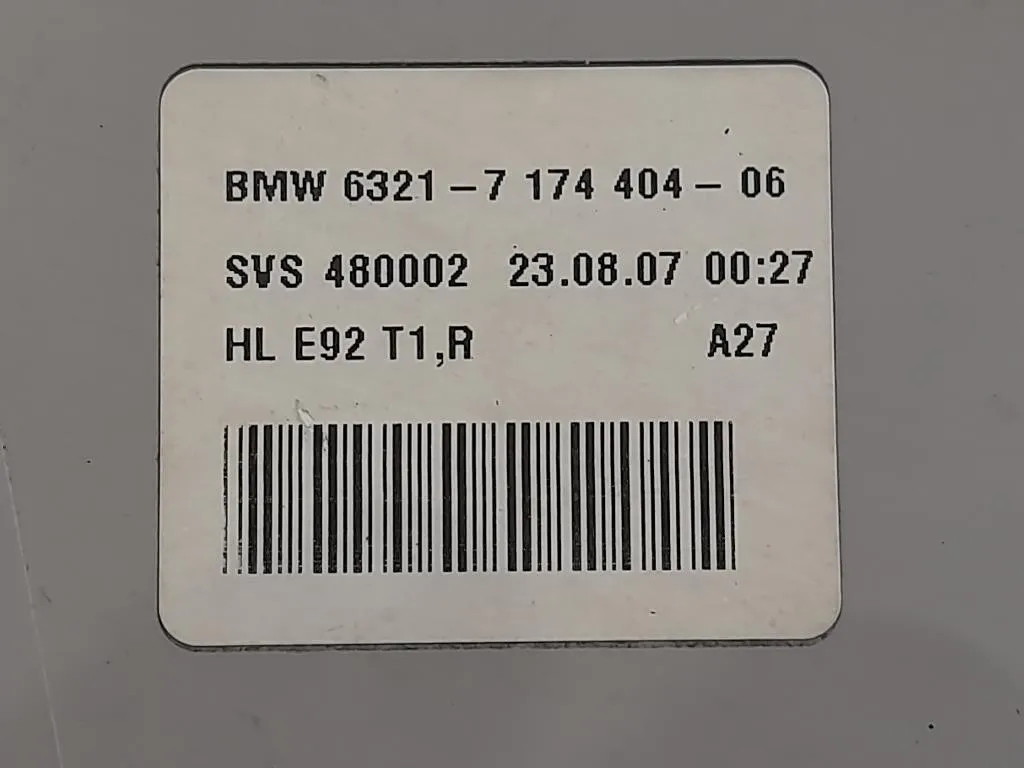 BMW 6321-7 174 404-06
SVS 480002 23.08.07 00:27
HL E92 T1,R A27